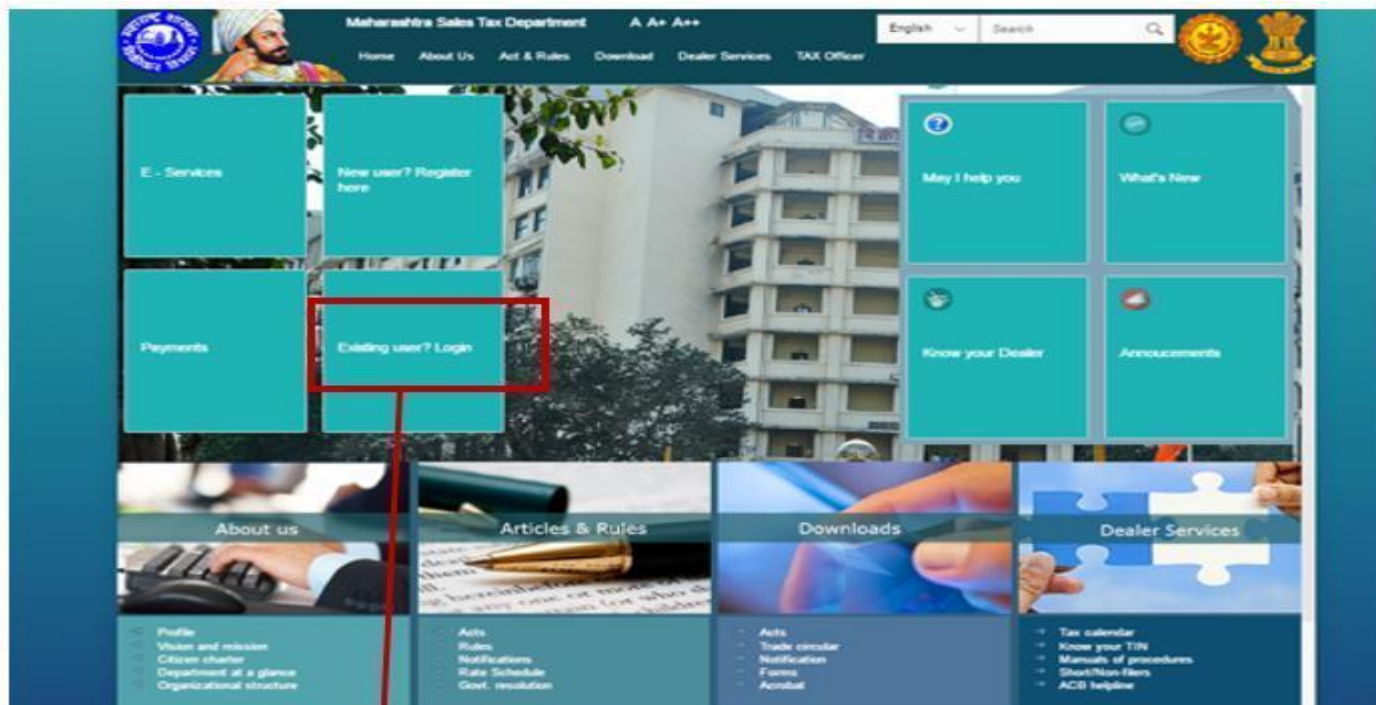 Maharashtra Sales Tax Department A A+ A++
English Search
Home About Us Act & Rules Download Dealer Services TAX Officer
E - Services
New user? Register
here
May I help you
What's New
Payments
Existing user? Login
Know your Dealer
Annoucements
About us
Articles & Rules
Downloads
Dealer Services
Profile
Vision and mission
Citizen charter
Department at a glance
Organizational structure
Acts
Rules
Notifications
Rate Schedule
Govt. resolution
Acts
Trade circular
Notification
Forms
Acrobat
Tax calendar
Know your TIN
Manuals of procedures
Short/Non-filers
ACB helpline